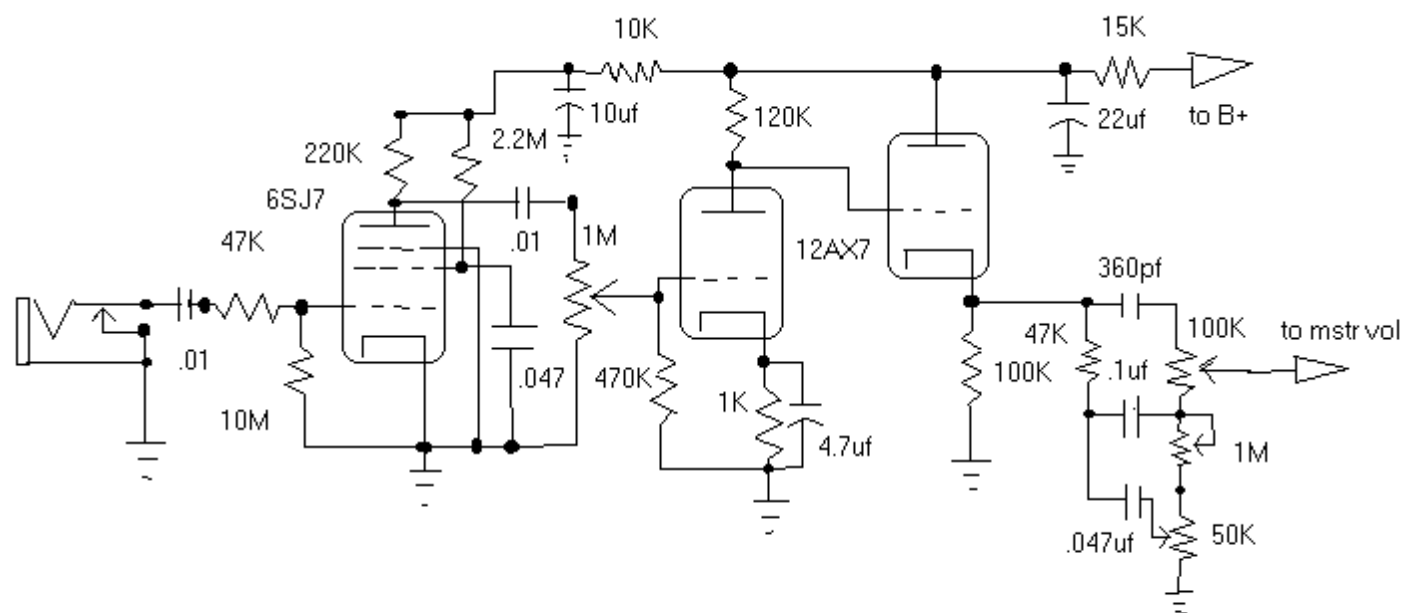 10K
15K
10uf
120K
22uf
to B+
220K
2.2M
6SJ7
47K
.01
1M
12AX7
360pf
.01
.047
470K
1K
4.7uf
100K
47K
.1uf
100K
to mstr vol
10M
1M
.047uf
50K